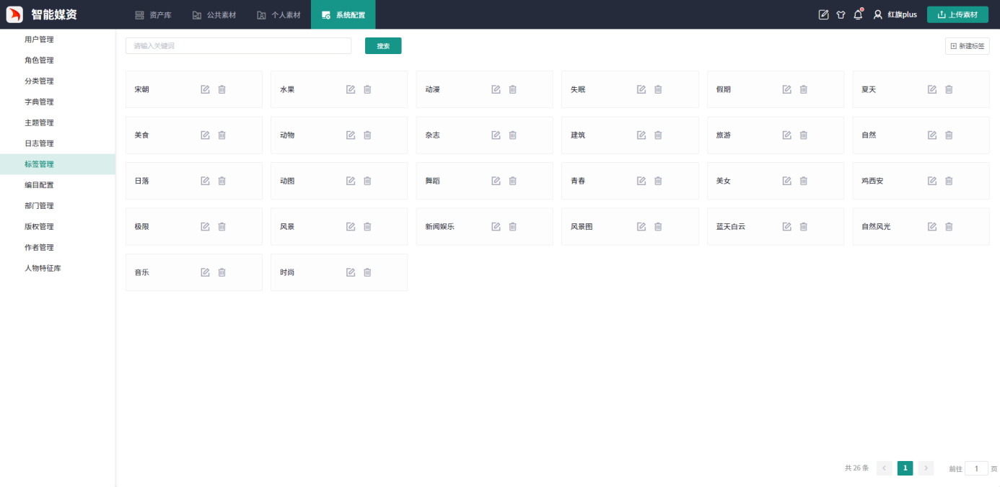 智能媒资 资产库 公共素材 个人素材 系统配置 红旗plus 上传素材
用户管理
角色管理
分类管理
字典管理
主题管理
日志管理
标签管理
编目配置
部门管理
版权管理
作者管理
人物特征库
请输入关键词 搜索 新建标签
宋朝 水果 动漫 失眠 假期 夏天
美食 动物 杂志 建筑 旅游 自然
日落 动图 舞蹈 青春 美女 鸡西安
极限 风景 新闻娱乐 风景图 蓝天白云 自然风光
音乐 时尚
共 26 条 1 前往 1 页